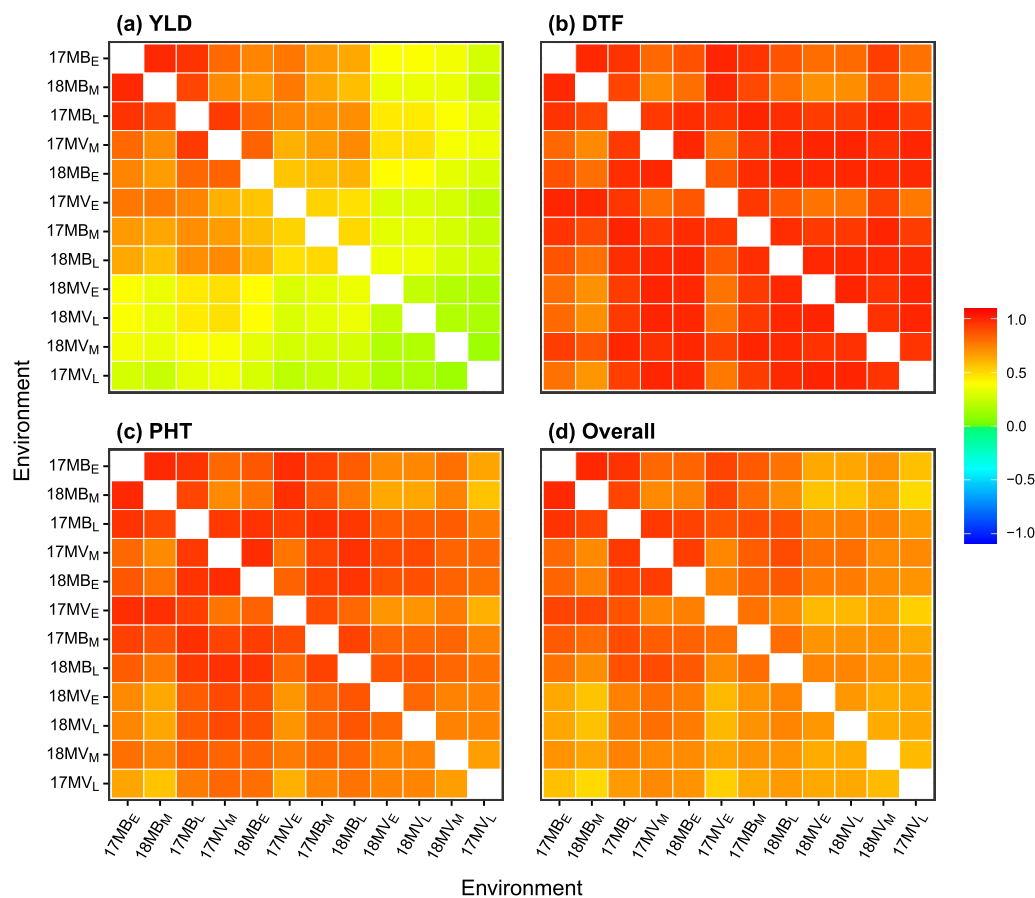 (a) YLD
(b) DTF
17MBE
18MBM
17MBL
17MVM
18MBE
17MVE
17MBM
18MBL
18MVE
18MVL
18MVM
17MVL
Environment
1.0
0.5
0.0
−0.5
−1.0
(c) PHT
(d) Overall
17MBE
18MBM
17MBL
17MVM
18MBE
17MVE
17MBM
18MBL
18MVE
18MVL
18MVM
17MVL
17MBE 18MBM 17MBL 17MVM 18MBE 17MVE 17MBM 18MBL 18MVE 18MVL 18MVM 17MVL
17MBE 18MBM 17MBL 17MVM 18MBE 17MVE 17MBM 18MBL 18MVE 18MVL 18MVM 17MVL
Environment